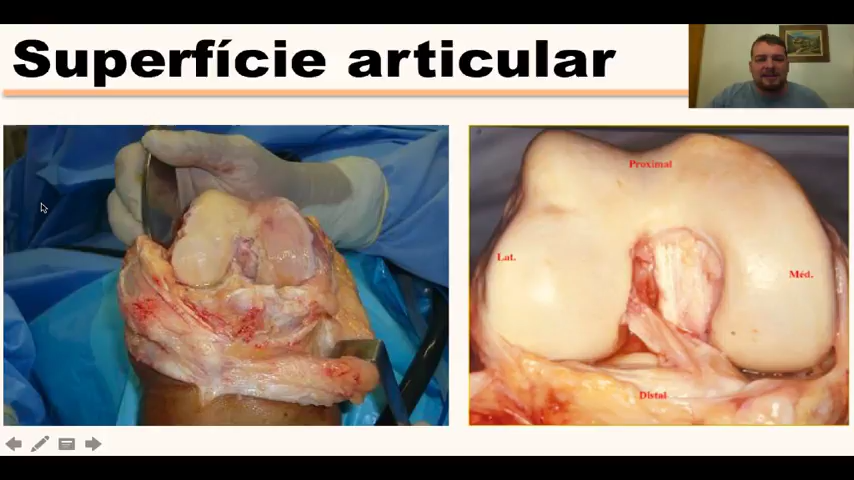 Superfície articular
Proximal
Lat.
Méd.
Distal